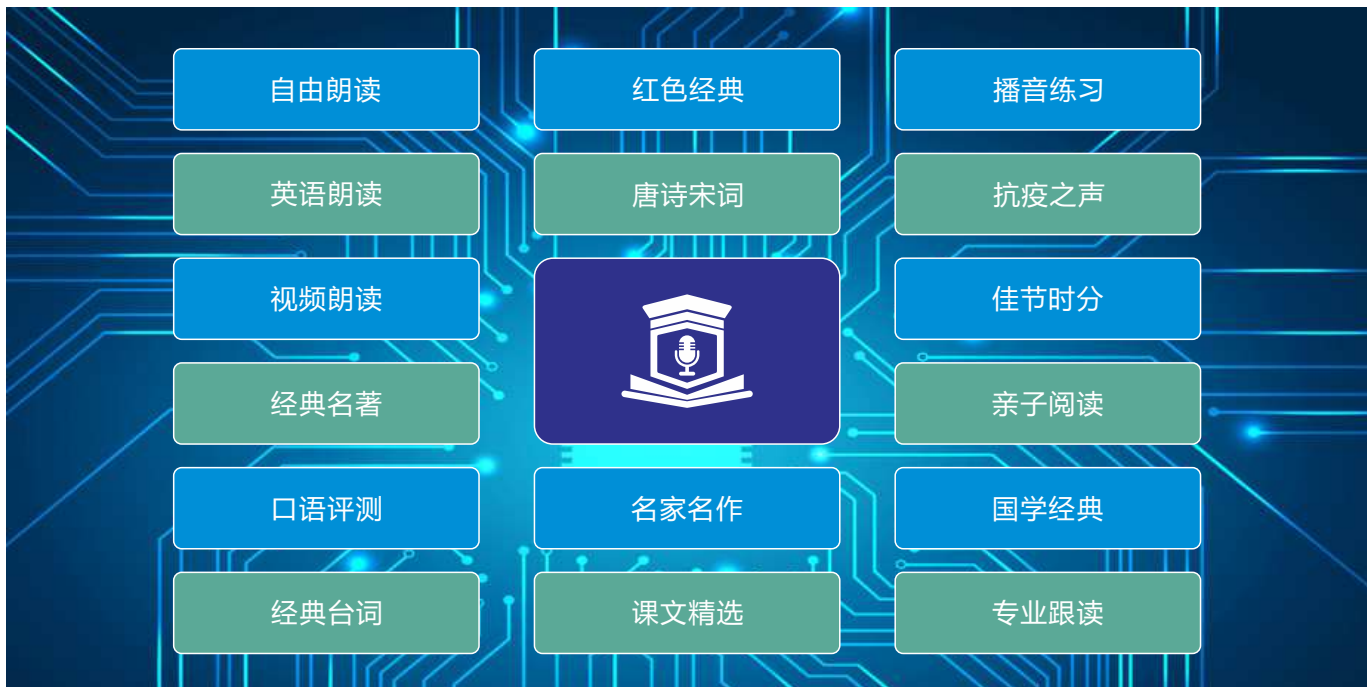 自由朗读
红色经典
播音练习
英语朗读
唐诗宋词
抗疫之声
视频朗读
佳节时分
经典名著
亲子阅读
口语评测
名家名作
国学经典
经典台词
课文精选
专业跟读